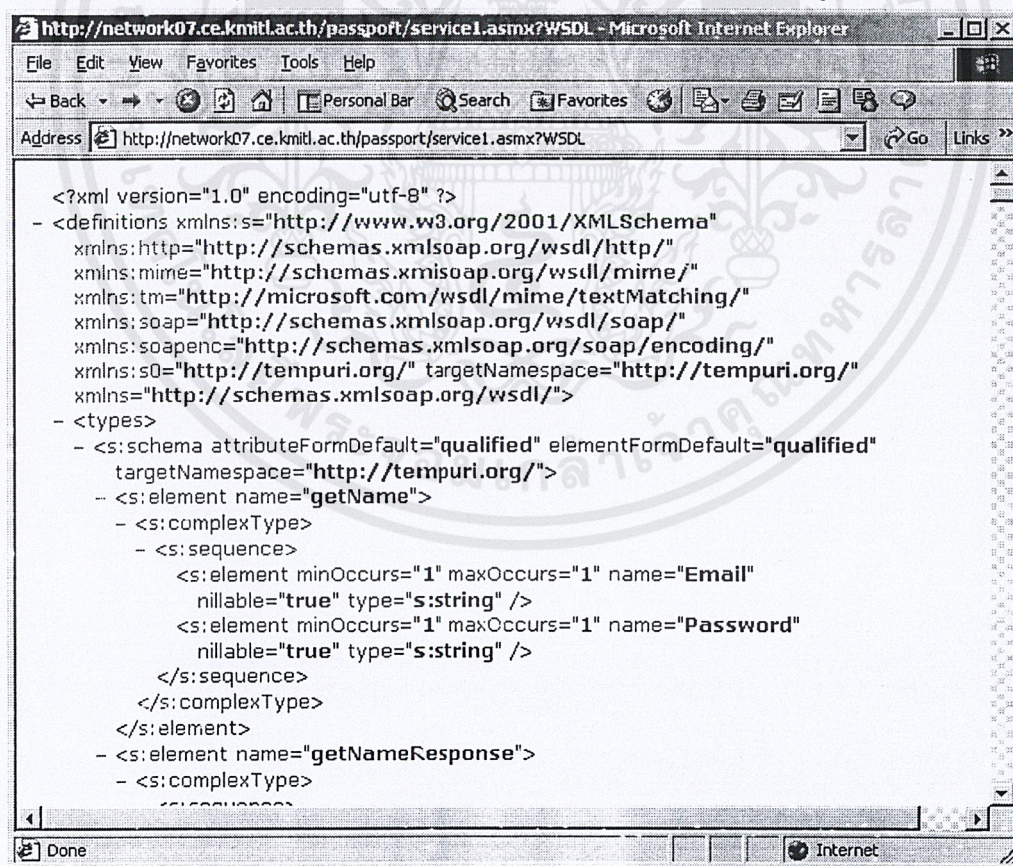 http://network07.ce.kmitl.ac.th/passport/service1.asmx?WSDL - Microsoft Internet Explorer
File Edit View Favorites Tools Help
Back Personal Bar Search Favorites
Address http://network07.ce.kmitl.ac.th/passport/service1.asmx?WSDL Go Links »
<?xml version="1.0" encoding="utf-8" ?>
- <definitions xmlns:s="http://www.w3.org/2001/XMLSchema"
xmlns:http="http://schemas.xmlsoap.org/wsdl/http/"
xmlns:mime="http://schemas.xmlsoap.org/wsdl/mime/"
xmlns:tm="http://microsoft.com/wsdl/mime/textMatching/"
xmlns:soap="http://schemas.xmlsoap.org/wsdl/soap/"
xmlns:soapenc="http://schemas.xmlsoap.org/soap/encoding/"
xmlns:s0="http://tempuri.org/" targetNamespace="http://tempuri.org/"
xmlns="http://schemas.xmlsoap.org/wsdl/">
- <types>
- <s:schema attributeFormDefault="qualified" elementFormDefault="qualified"
targetNamespace="http://tempuri.org/">
- <s:element name="getName">
- <s:complexType>
- <s:sequence>
<s:element minOccurs="1" maxOccurs="1" name="Email"
nillable="true" type="s:string" />
<s:element minOccurs="1" maxOccurs="1" name="Password"
nillable="true" type="s:string" />
</s:sequence>
</s:complexType>
</s:element>
- <s:element name="getNameResponse">
- <s:complexType>
Done Internet